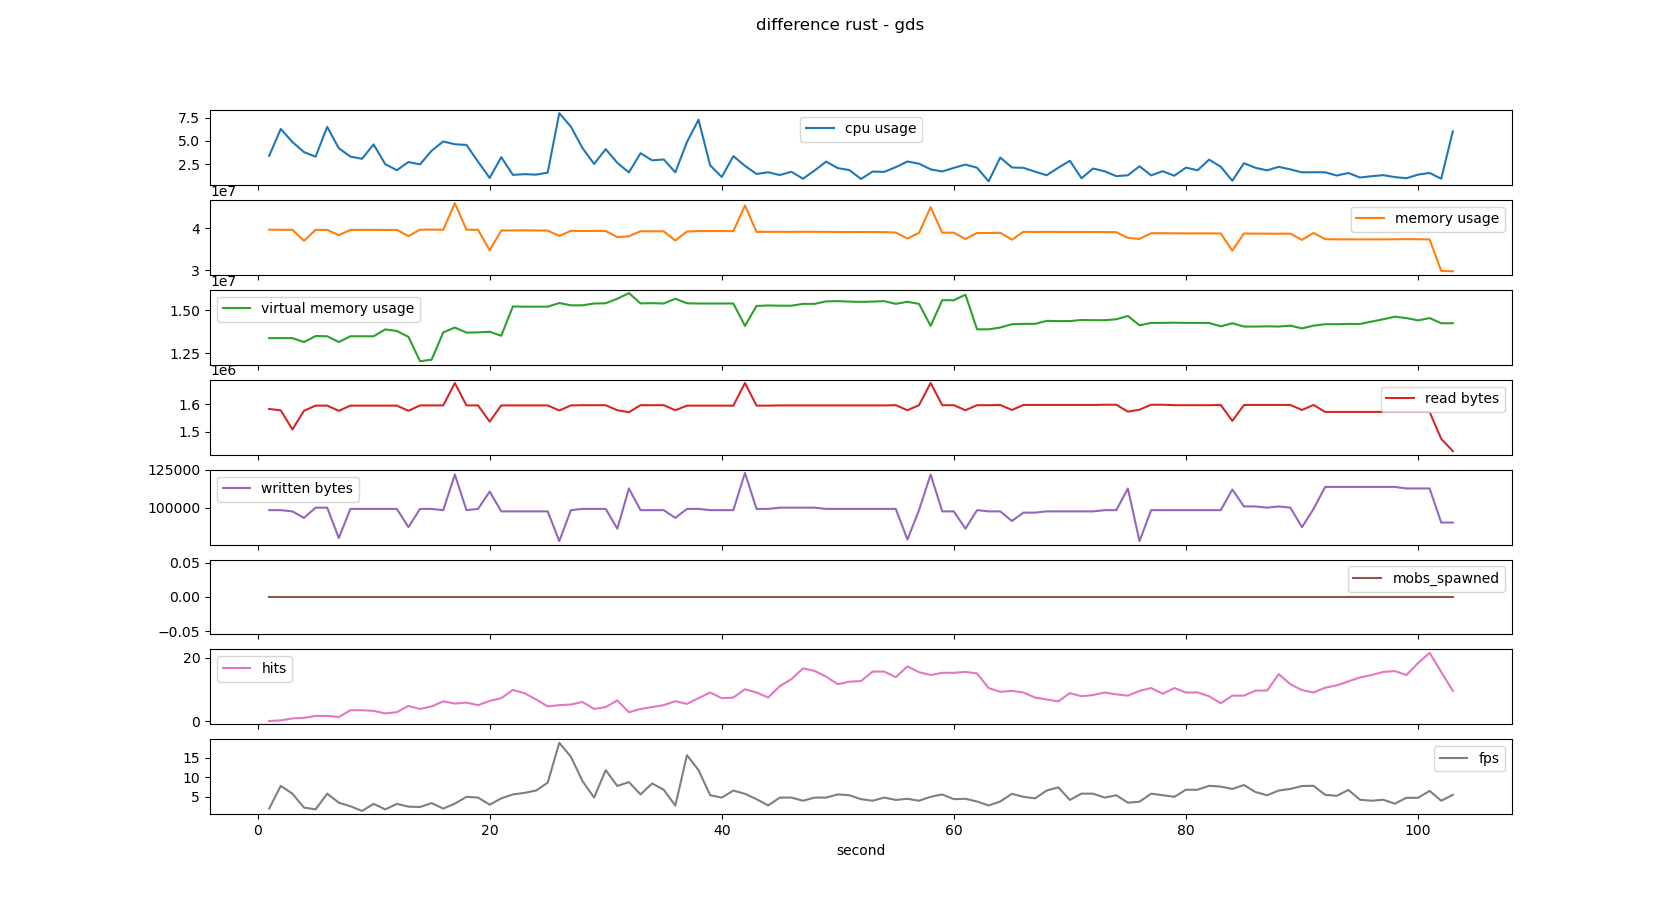 difference rust - gds
7.5
5.0
2.5
cpu usage
1e7
4
3
memory usage
1e7
1.50
1.25
virtual memory usage
1e6
1.6
1.5
read bytes
125000
100000
written bytes
0.05
0.00
−0.05
mobs_spawned
20
0
hits
15
10
5
fps
0 20 40 60 80 100
second